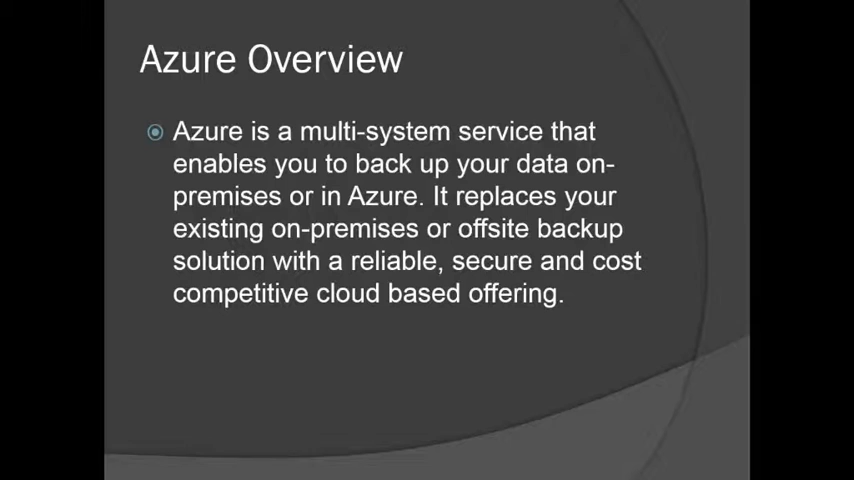 Azure Overview
Azure is a multi-system service that
enables you to back up your data on-
premises or in Azure. It replaces your
existing on-premises or offsite backup
solution with a reliable, secure and cost
competitive cloud based offering.